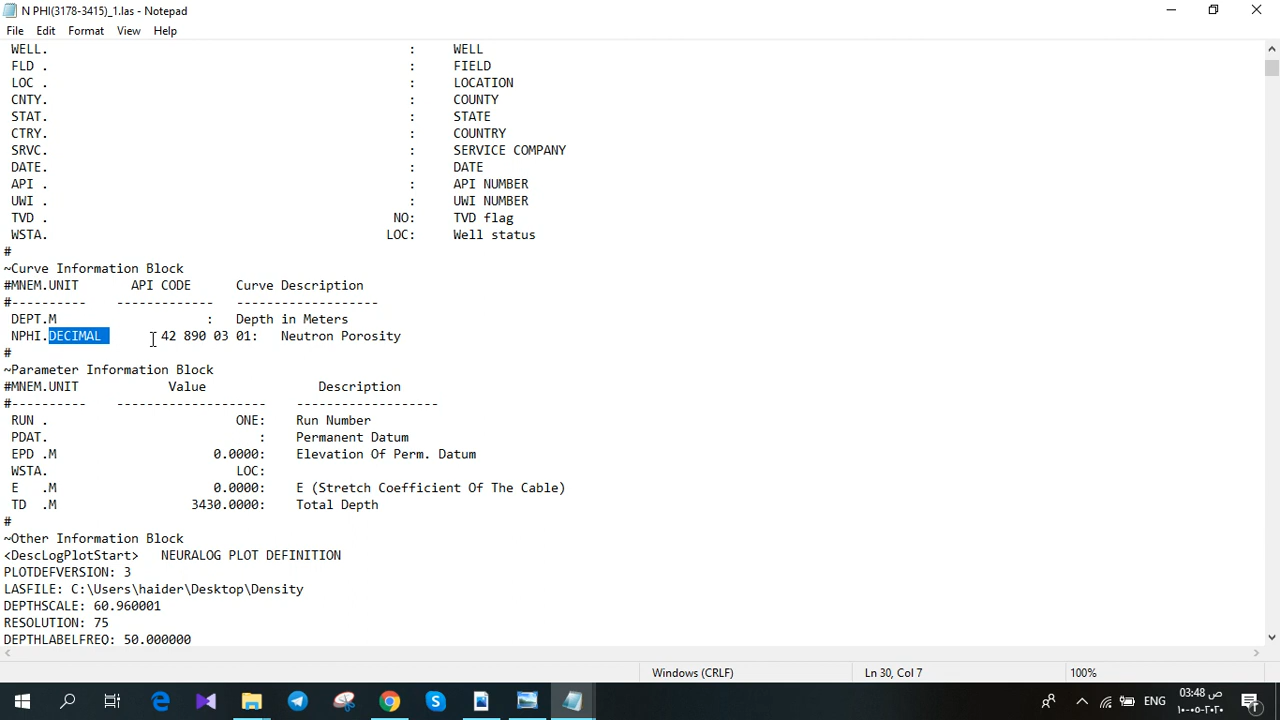 N PHI(3178-3415)_1.las - Notepad
File Edit Format View Help
WELL. : WELL
FLD . : FIELD
LOC . : LOCATION
CNTY. : COUNTY
STAT. : STATE
CTRY. : COUNTRY
SRVC. : SERVICE COMPANY
DATE. : DATE
API . : API NUMBER
UWI . : UWI NUMBER
TVD . NO: TVD flag
WSTA. LOC: Well status
#
~Curve Information Block
#MNEM.UNIT API CODE Curve Description
#---------- ------------- -------------------
DEPT.M : Depth in Meters
NPHI.DECIMAL 42 890 03 01: Neutron Porosity
#
~Parameter Information Block
#MNEM.UNIT Value Description
#---------- -------------------- -------------------
RUN . ONE: Run Number
PDAT. : Permanent Datum
EPD .M 0.0000: Elevation Of Perm. Datum
WSTA. LOC:
E .M 0.0000: E (Stretch Coefficient Of The Cable)
TD .M 3430.0000: Total Depth
#
~Other Information Block
<DescLogPlotStart> NEURALOG PLOT DEFINITION
PLOTDEFVERSION: 3
LASFILE: C:\Users\haider\Desktop\Density
DEPTHSCALE: 60.960001
RESOLUTION: 75
DEPTHLABELFREQ: 50.000000
Windows (CRLF) Ln 30, Col 7 100%
ENG 03:48 ص
١٠-٠٥-٢٠٢٠